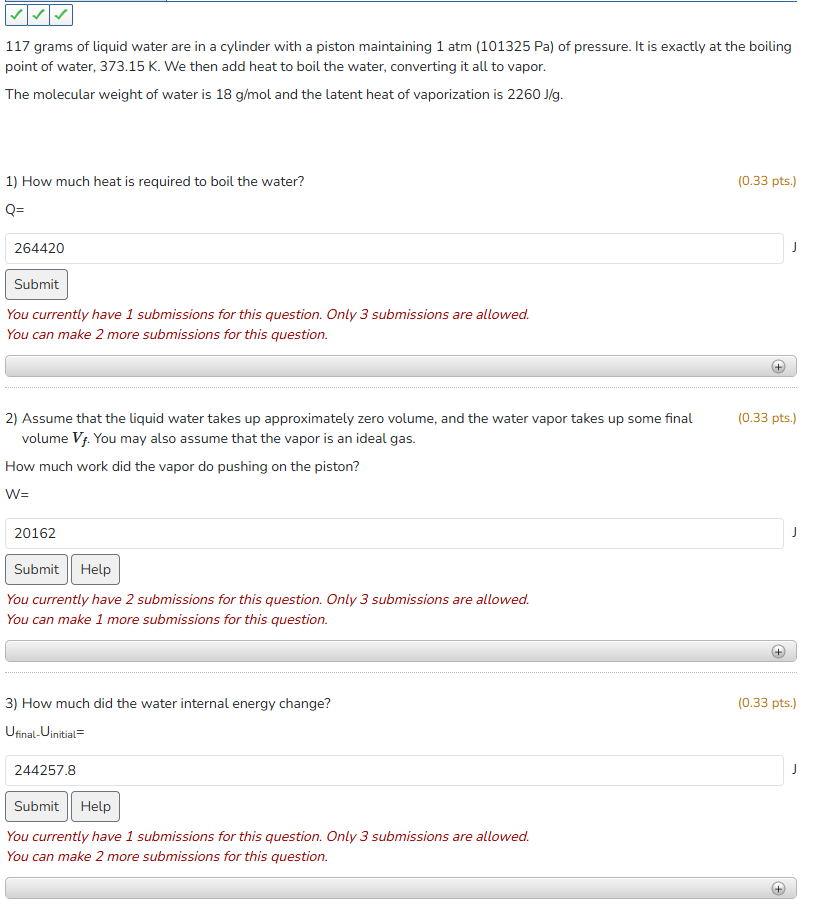 117 grams of liquid water are in a cylinder with a piston maintaining 1 atm (101325 Pa) of pressure. It is exactly at the boiling
point of water, 373.15 K. We then add heat to boil the water, converting it all to vapor.
The molecular weight of water is 18 g/mol and the latent heat of vaporization is 2260 J/g.
1) How much heat is required to boil the water? (0.33 pts.)
Q=
264420 J
Submit
You currently have 1 submissions for this question. Only 3 submissions are allowed.
You can make 2 more submissions for this question.
2) Assume that the liquid water takes up approximately zero volume, and the water vapor takes up some final (0.33 pts.)
volume V_f. You may also assume that the vapor is an ideal gas.
How much work did the vapor do pushing on the piston?
W=
20162 J
Submit Help
You currently have 2 submissions for this question. Only 3 submissions are allowed.
You can make 1 more submissions for this question.
3) How much did the water internal energy change? (0.33 pts.)
U_final-U_initial=
244257.8 J
Submit Help
You currently have 1 submissions for this question. Only 3 submissions are allowed.
You can make 2 more submissions for this question.